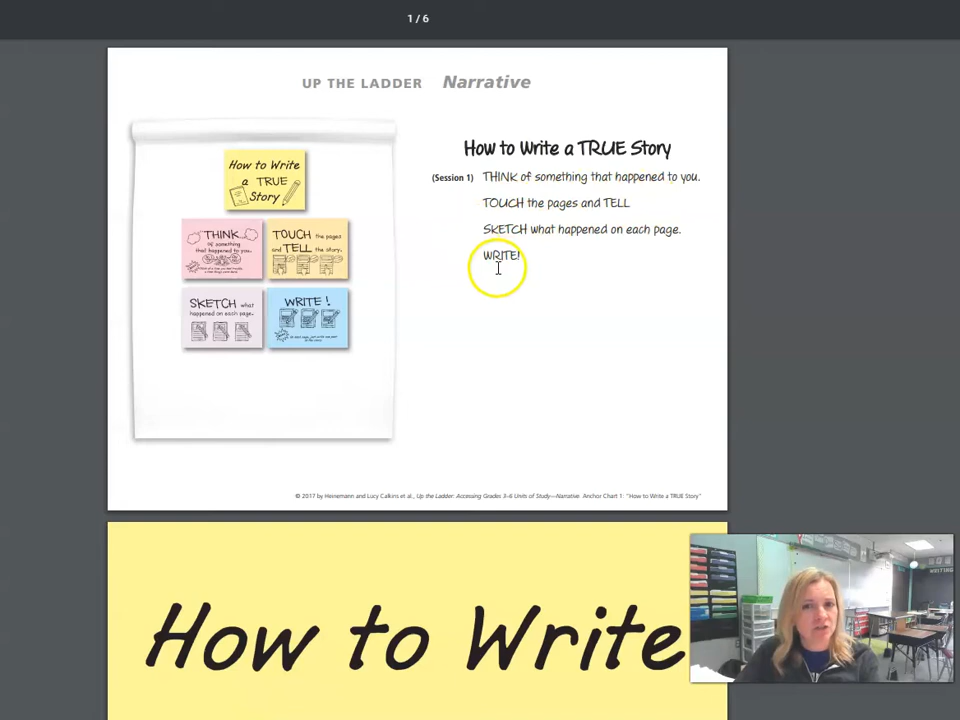 1 / 6
UP THE LADDER Narrative
How to Write
a TRUE
Story
THINK
of something
that happened to you.
TOUCH the pages
and TELL the story.
SKETCH what
happened on each page.
WRITE!
How to Write a TRUE Story
(Session 1) THINK of something that happened to you.
TOUCH the pages and TELL
SKETCH what happened on each page.
WRITE!
© 2017 by Heinemann and Lucy Calkins et al., Up the Ladder: Accessing Grades 3–6 Units of Study—Narrative. Anchor Chart 1: "How to Write a TRUE Story"
How to Write
WRITING